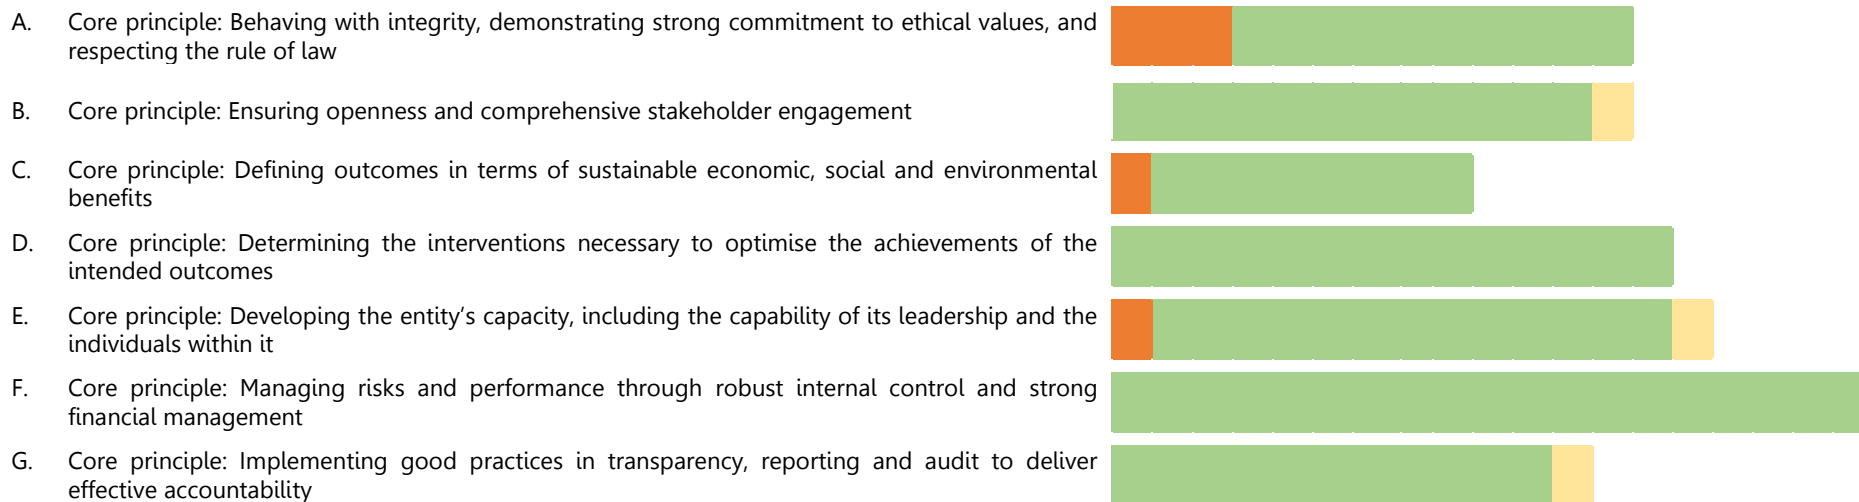 A. Core principle: Behaving with integrity, demonstrating strong commitment to ethical values, and
respecting the rule of law
B. Core principle: Ensuring openness and comprehensive stakeholder engagement
C. Core principle: Defining outcomes in terms of sustainable economic, social and environmental
benefits
D. Core principle: Determining the interventions necessary to optimise the achievements of the
intended outcomes
E. Core principle: Developing the entity’s capacity, including the capability of its leadership and the
individuals within it
F. Core principle: Managing risks and performance through robust internal control and strong
financial management
G. Core principle: Implementing good practices in transparency, reporting and audit to deliver
effective accountability